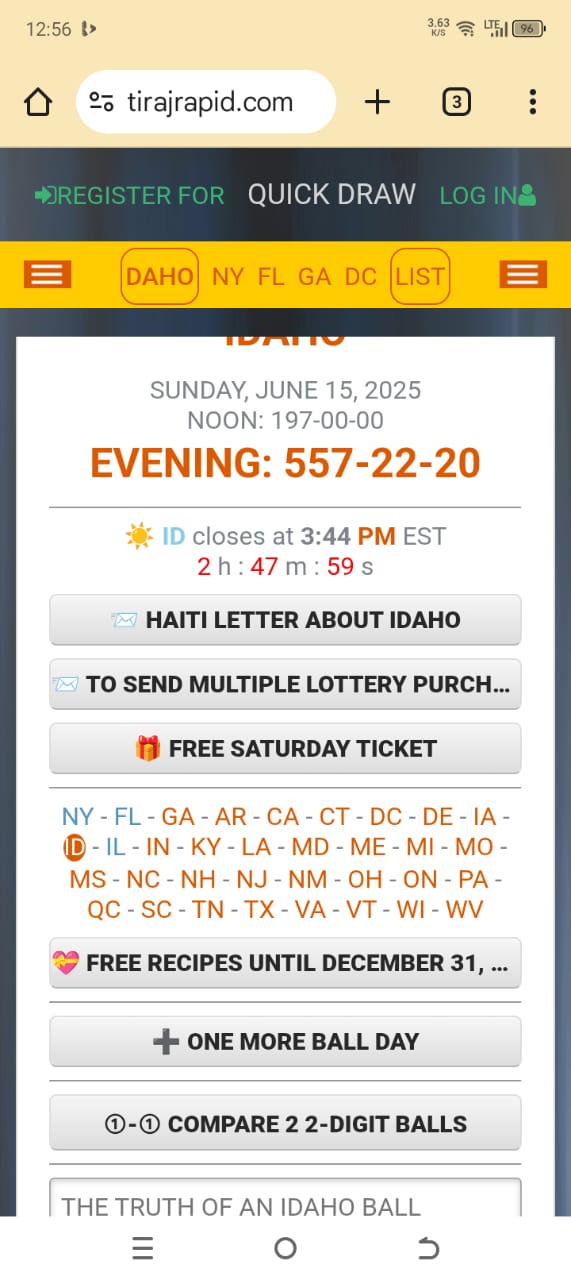 12:56
3.63 K/S LTE 96
tirajrapid.com 3
REGISTER FOR QUICK DRAW LOG IN
DAHO NY FL GA DC LIST
IDAHO
SUNDAY, JUNE 15, 2025
NOON: 197-00-00
EVENING: 557-22-20
☀️ ID closes at 3:44 PM EST
2 h : 47 m : 59 s
📨 HAITI LETTER ABOUT IDAHO
📨 TO SEND MULTIPLE LOTTERY PURCH...
🎁 FREE SATURDAY TICKET
NY - FL - GA - AR - CA - CT - DC - DE - IA -
ID - IL - IN - KY - LA - MD - ME - MI - MO -
MS - NC - NH - NJ - NM - OH - ON - PA -
QC - SC - TN - TX - VA - VT - WI - WV
💝 FREE RECIPES UNTIL DECEMBER 31, ...
➕ ONE MORE BALL DAY
①-① COMPARE 2 2-DIGIT BALLS
THE TRUTH OF AN IDAHO BALL